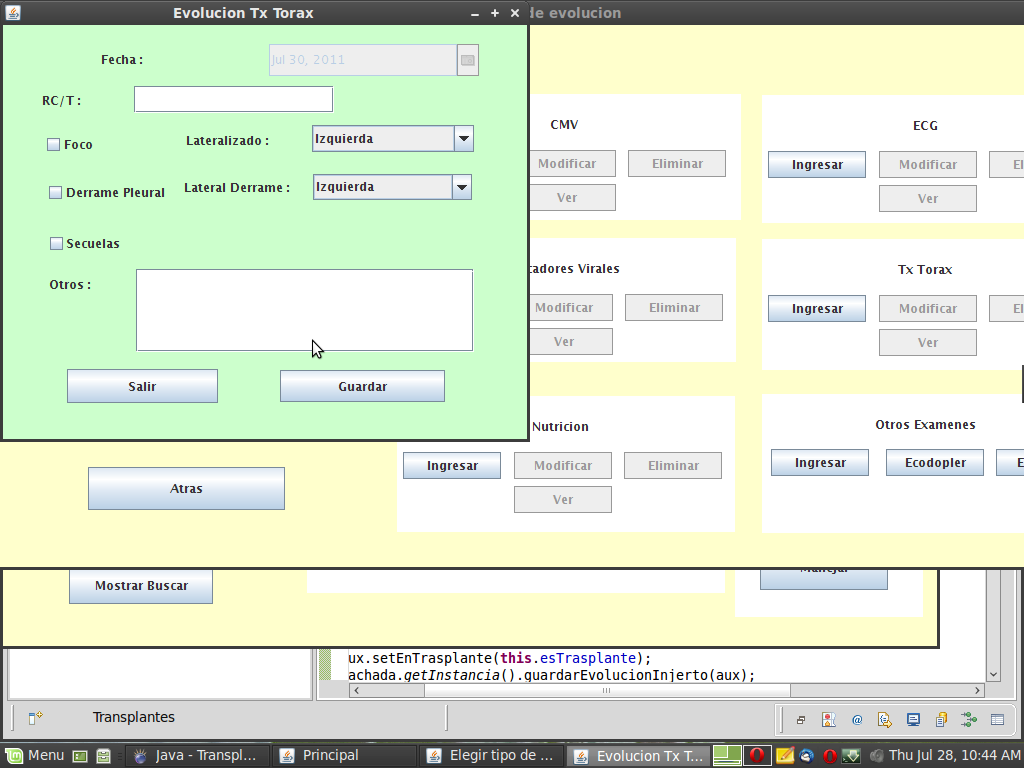 Evolucion Tx Torax
de evolucion
Fecha :
jul 30, 2011
RC/T :
Foco
Lateralizado :
Izquierda
Derrame Pleural
Lateral Derrame :
Izquierda
Secuelas
Otros :
Salir
Guardar
CMV
Modificar
Eliminar
Ver
ECG
Ingresar
Modificar
El
Ver
cadores Virales
Modificar
Eliminar
Ver
Tx Torax
Ingresar
Modificar
El
Ver
Nutricion
Ingresar
Modificar
Eliminar
Ver
Otros Examenes
Ingresar
Ecodopler
E
Atras
Mostrar Buscar
Manejar
ux.setEnTrasplante(this.esTrasplante);
achada.getInstancia().guardarEvolucionInjerto(aux);
Transplantes
Menu
Java - Transpl...
Principal
Elegir tipo de ...
Evolucion Tx T...
Thu Jul 28, 10:44 AM